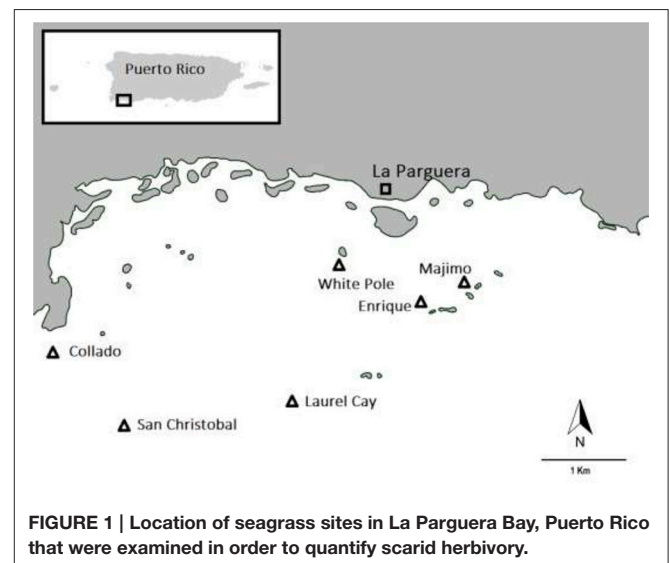 Puerto Rico
La Parguera
White Pole
Majimo
Enrique
Collado
Laurel Cay
San Christobal
N
1 Km
FIGURE 1 | Location of seagrass sites in La Parguera Bay, Puerto Rico
that were examined in order to quantify scarid herbivory.